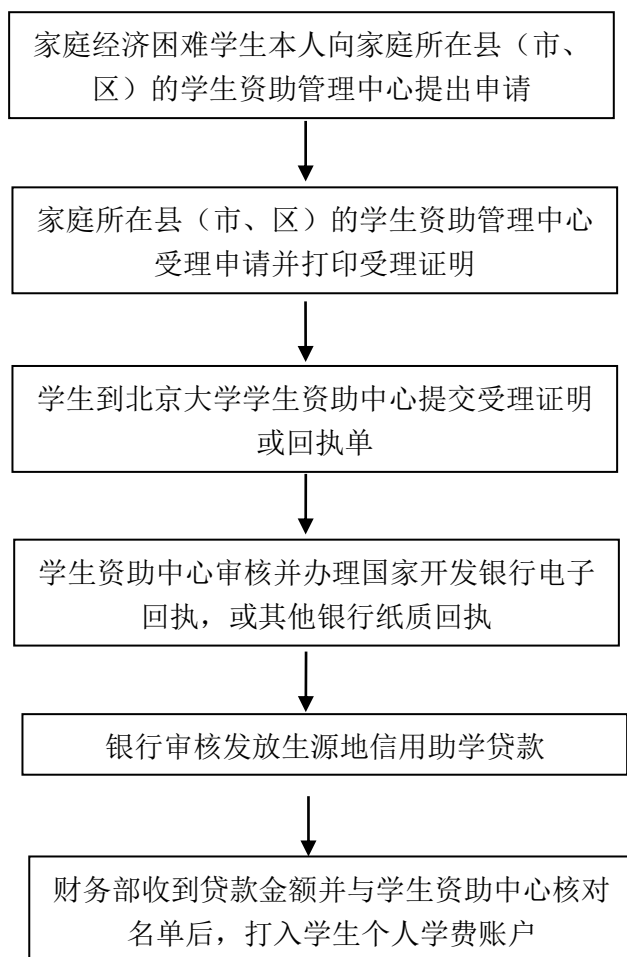 家庭经济困难学生本人向家庭所在县（市、
区）的学生资助管理中心提出申请
家庭所在县（市、区）的学生资助管理中心
受理申请并打印受理证明
学生到北京大学学生资助中心提交受理证明
或回执单
学生资助中心审核并办理国家开发银行电子
回执，或其他银行纸质回执
银行审核发放生源地信用助学贷款
财务部收到贷款金额并与学生资助中心核对
名单后，打入学生个人学费账户